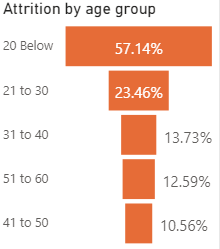 Attrition by age group
20 Below 57.14%
21 to 30 23.46%
31 to 40 13.73%
51 to 60 12.59%
41 to 50 10.56%